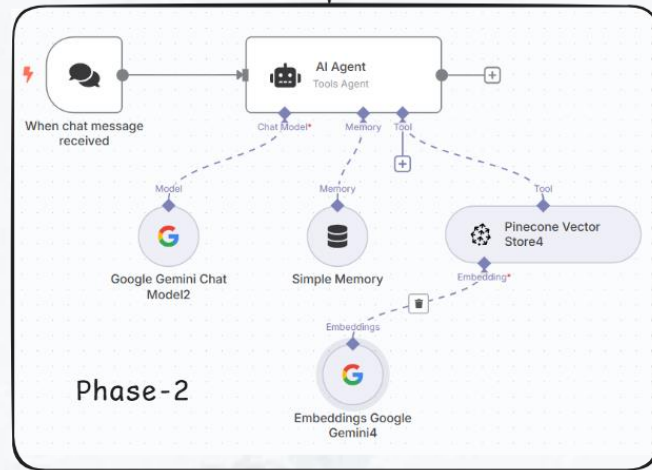 AI Agent
Tools Agent
When chat message
received
Chat Model*
Memory
Tool
Model
Memory
Tool
Google Gemini Chat
Model2
Simple Memory
Pinecone Vector
Store4
Embedding*
Embeddings
Phase-2
Embeddings Google
Gemini4